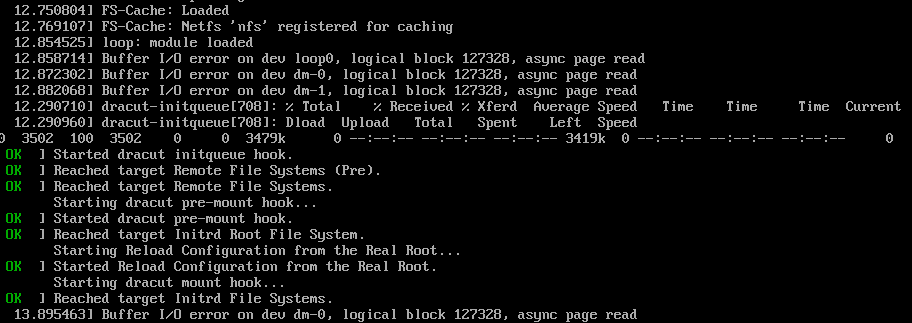 12.750804] FS-Cache: Loaded
12.769107] FS-Cache: Netfs 'nfs' registered for caching
12.854525] loop: module loaded
12.858714] Buffer I/O error on dev loop0, logical block 127328, async page read
12.872302] Buffer I/O error on dev dm-0, logical block 127328, async page read
12.882068] Buffer I/O error on dev dm-1, logical block 127328, async page read
12.290710] dracut-initqueue[708]: % Total    % Received % Xferd  Average Speed   Time    Time     Time  Current
12.290960] dracut-initqueue[708]: Dload  Upload   Total   Spent    Left  Speed
0  3502  100  3502    0     0  3479k      0 --:--:-- --:--:-- --:--:-- 3419k  0 --:--:-- --:--:-- --:--:--     0
OK  ] Started dracut initqueue hook.
OK  ] Reached target Remote File Systems (Pre).
OK  ] Reached target Remote File Systems.
Starting dracut pre-mount hook...
OK  ] Started dracut pre-mount hook.
OK  ] Reached target Initrd Root File System.
Starting Reload Configuration from the Real Root...
OK  ] Started Reload Configuration from the Real Root.
Starting dracut mount hook...
OK  ] Reached target Initrd File Systems.
13.895463] Buffer I/O error on dev dm-0, logical block 127328, async page read